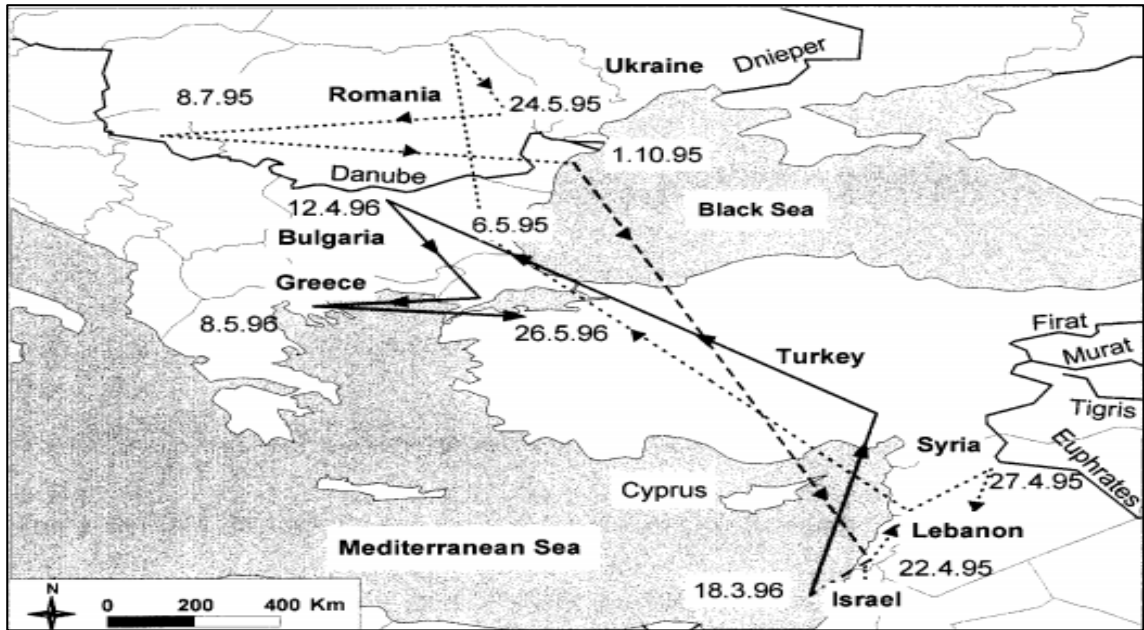 Dnieper
Ukraine
8.7.95
Romania
24.5.95
1.10.95
Danube
12.4.96
6.5.95
Black Sea
Bulgaria
Greece
8.5.96
26.5.96
Turkey
Firat
Murat
Tigris
Euphrates
Syria
Cyprus
27.4.95
Lebanon
Mediterranean Sea
22.4.95
18.3.96
Israel
N
0 200 400 Km